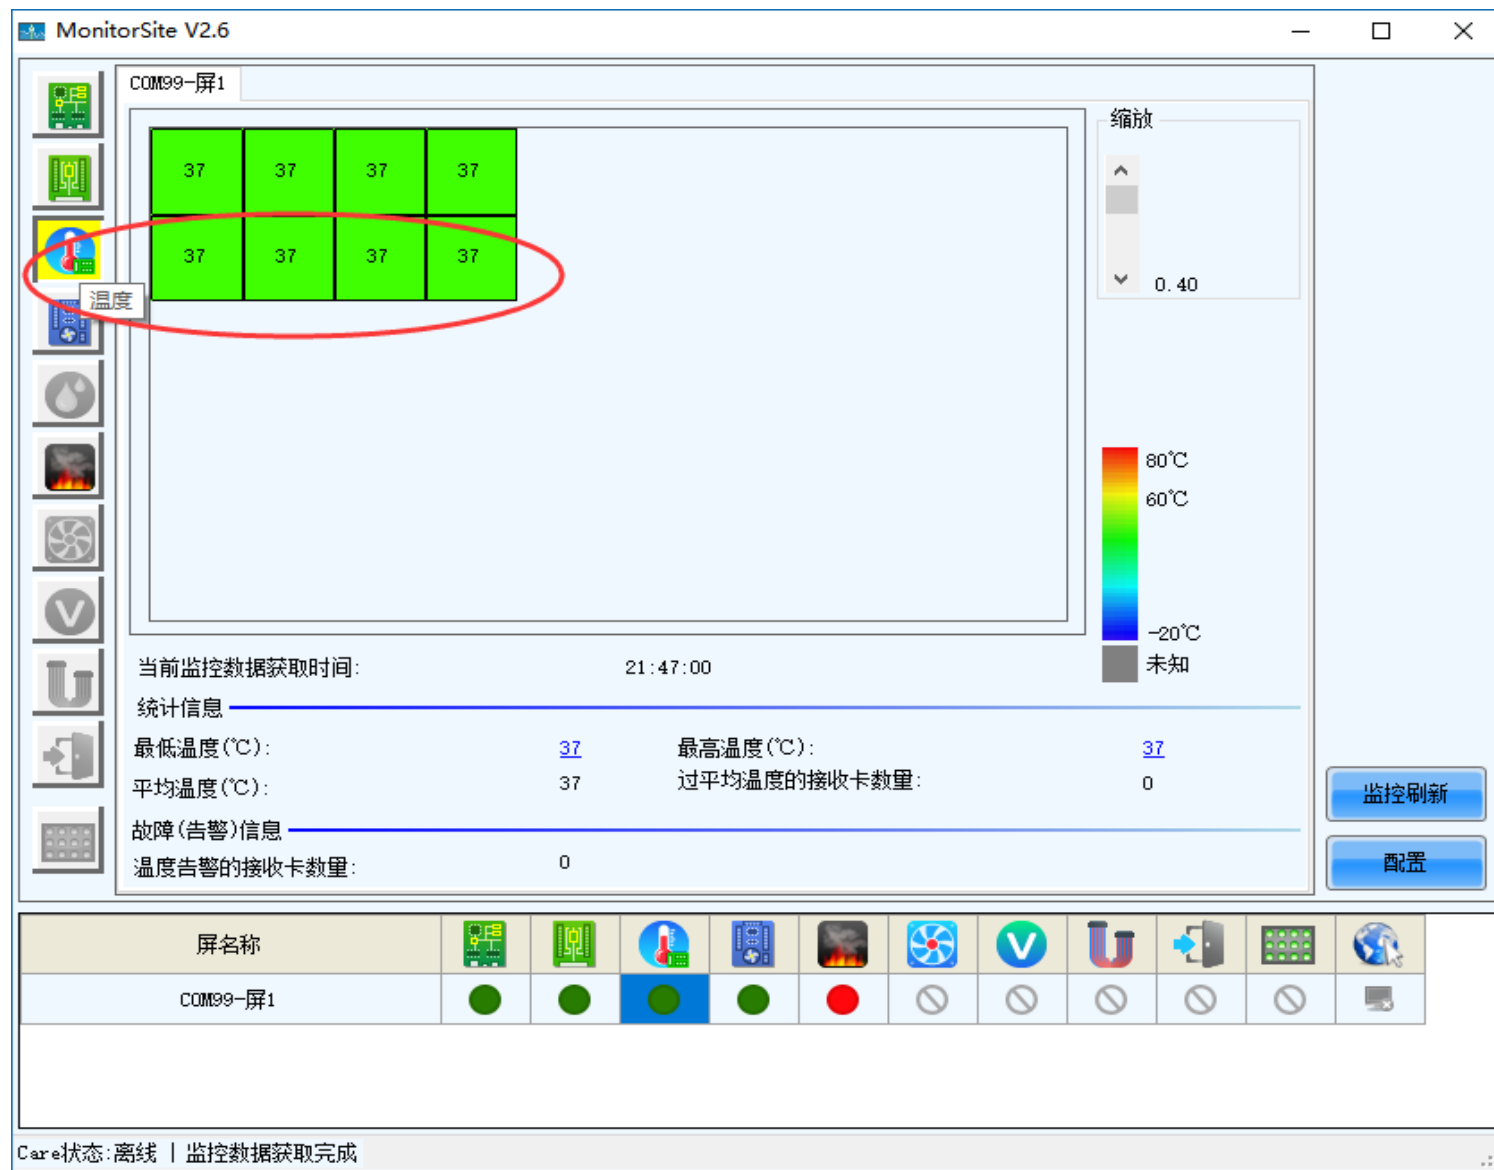 MonitorSite V2.6
COM99-屏1
缩放
37 37 37 37
37 37 37 37
0.40
温度
80℃
60℃
-20℃
未知
当前监控数据获取时间: 21:47:00
统计信息
最低温度(℃): 37 最高温度(℃): 37
平均温度(℃): 37 过平均温度的接收卡数量: 0
监控刷新
故障(告警)信息
温度告警的接收卡数量: 0
配置
屏名称
COM99-屏1
Care状态:离线 | 监控数据获取完成